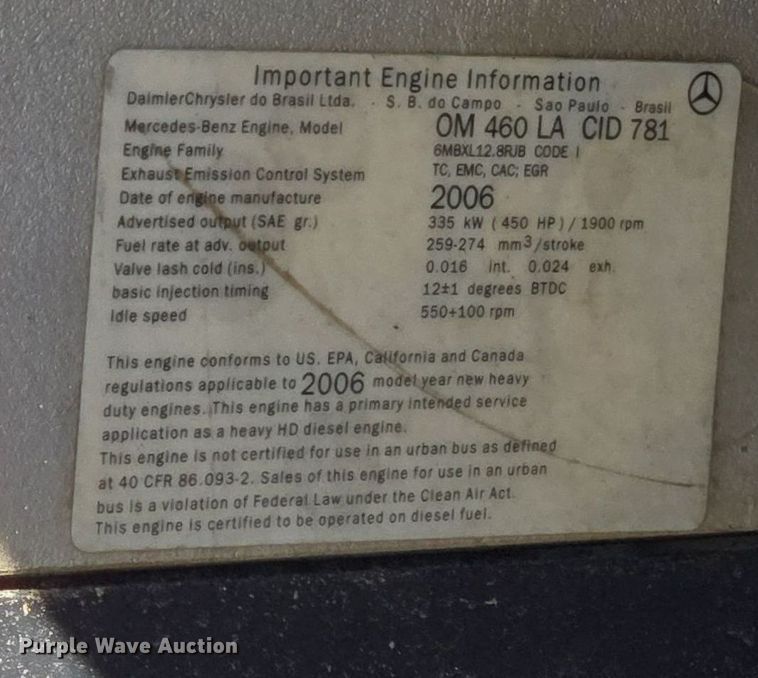 Important Engine Information
DaimlerChrysler do Brasil Ltda. - S. B. do Campo - Sao Paulo - Brasil
Mercedes-Benz Engine, Model OM 460 LA CID 781
Engine Family 6MBXL12.8RJB CODE I
Exhaust Emission Control System TC, EMC, CAC; EGR
Date of engine manufacture 2006
Advertised output (SAE gr.) 335 kW ( 450 HP) / 1900 rpm
Fuel rate at adv. output 259-274 mm3/stroke
Valve lash cold (ins.) 0.016 int. 0.024 exh.
basic injection timing 12±1 degrees BTDC
Idle speed 550+100 rpm
This engine conforms to US. EPA, California and Canada
regulations applicable to 2006 model year new heavy
duty engines. This engine has a primary intended service
application as a heavy HD diesel engine.
This engine is not certified for use in an urban bus as defined
at 40 CFR 86.093-2. Sales of this engine for use in an urban
bus is a violation of Federal Law under the Clean Air Act.
This engine is certified to be operated on diesel fuel.
Purple Wave Auction